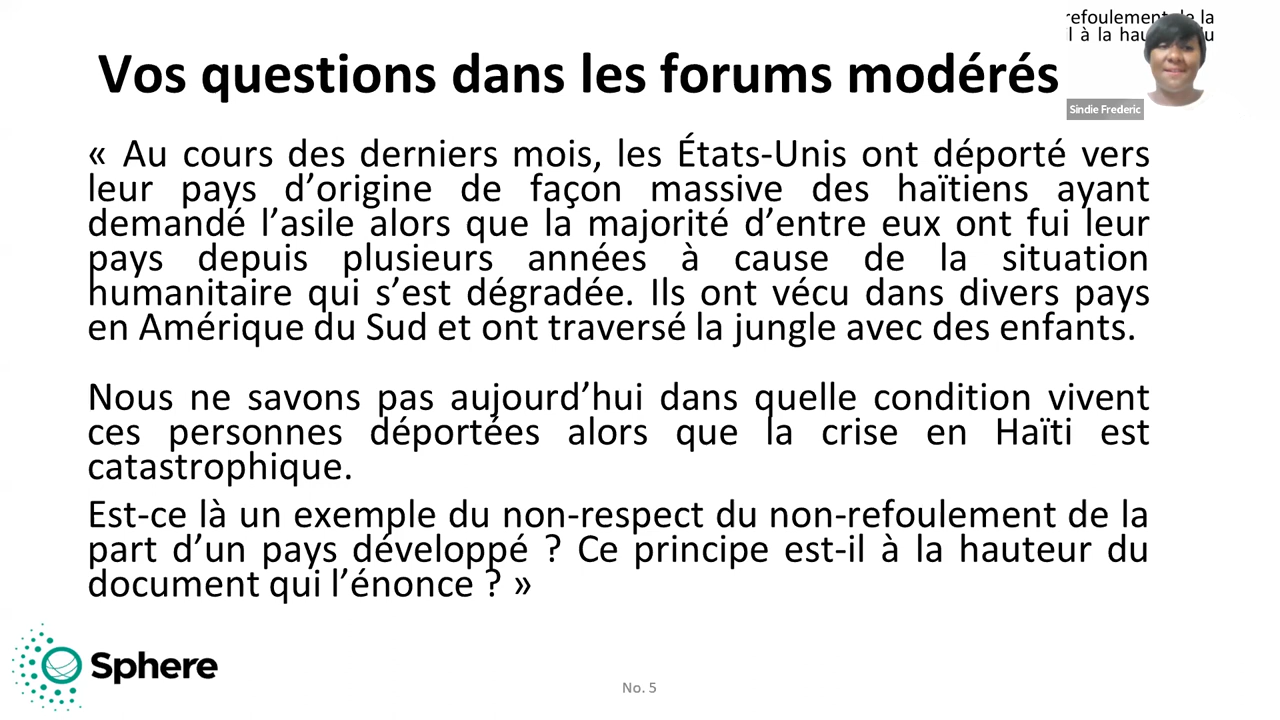 refoulement de la
l à la hau u
Vos questions dans les forums modérés
Sindie Frederic
« Au cours des derniers mois, les États-Unis ont déporté vers
leur pays d’origine de façon massive des haïtiens ayant
demandé l’asile alors que la majorité d’entre eux ont fui leur
pays depuis plusieurs années à cause de la situation
humanitaire qui s’est dégradée. Ils ont vécu dans divers pays
en Amérique du Sud et ont traversé la jungle avec des enfants.
Nous ne savons pas aujourd’hui dans quelle condition vivent
ces personnes déportées alors que la crise en Haïti est
catastrophique.
Est-ce là un exemple du non-respect du non-refoulement de la
part d’un pays développé ? Ce principe est-il à la hauteur du
document qui l’énonce ? »
Sphere
No. 5